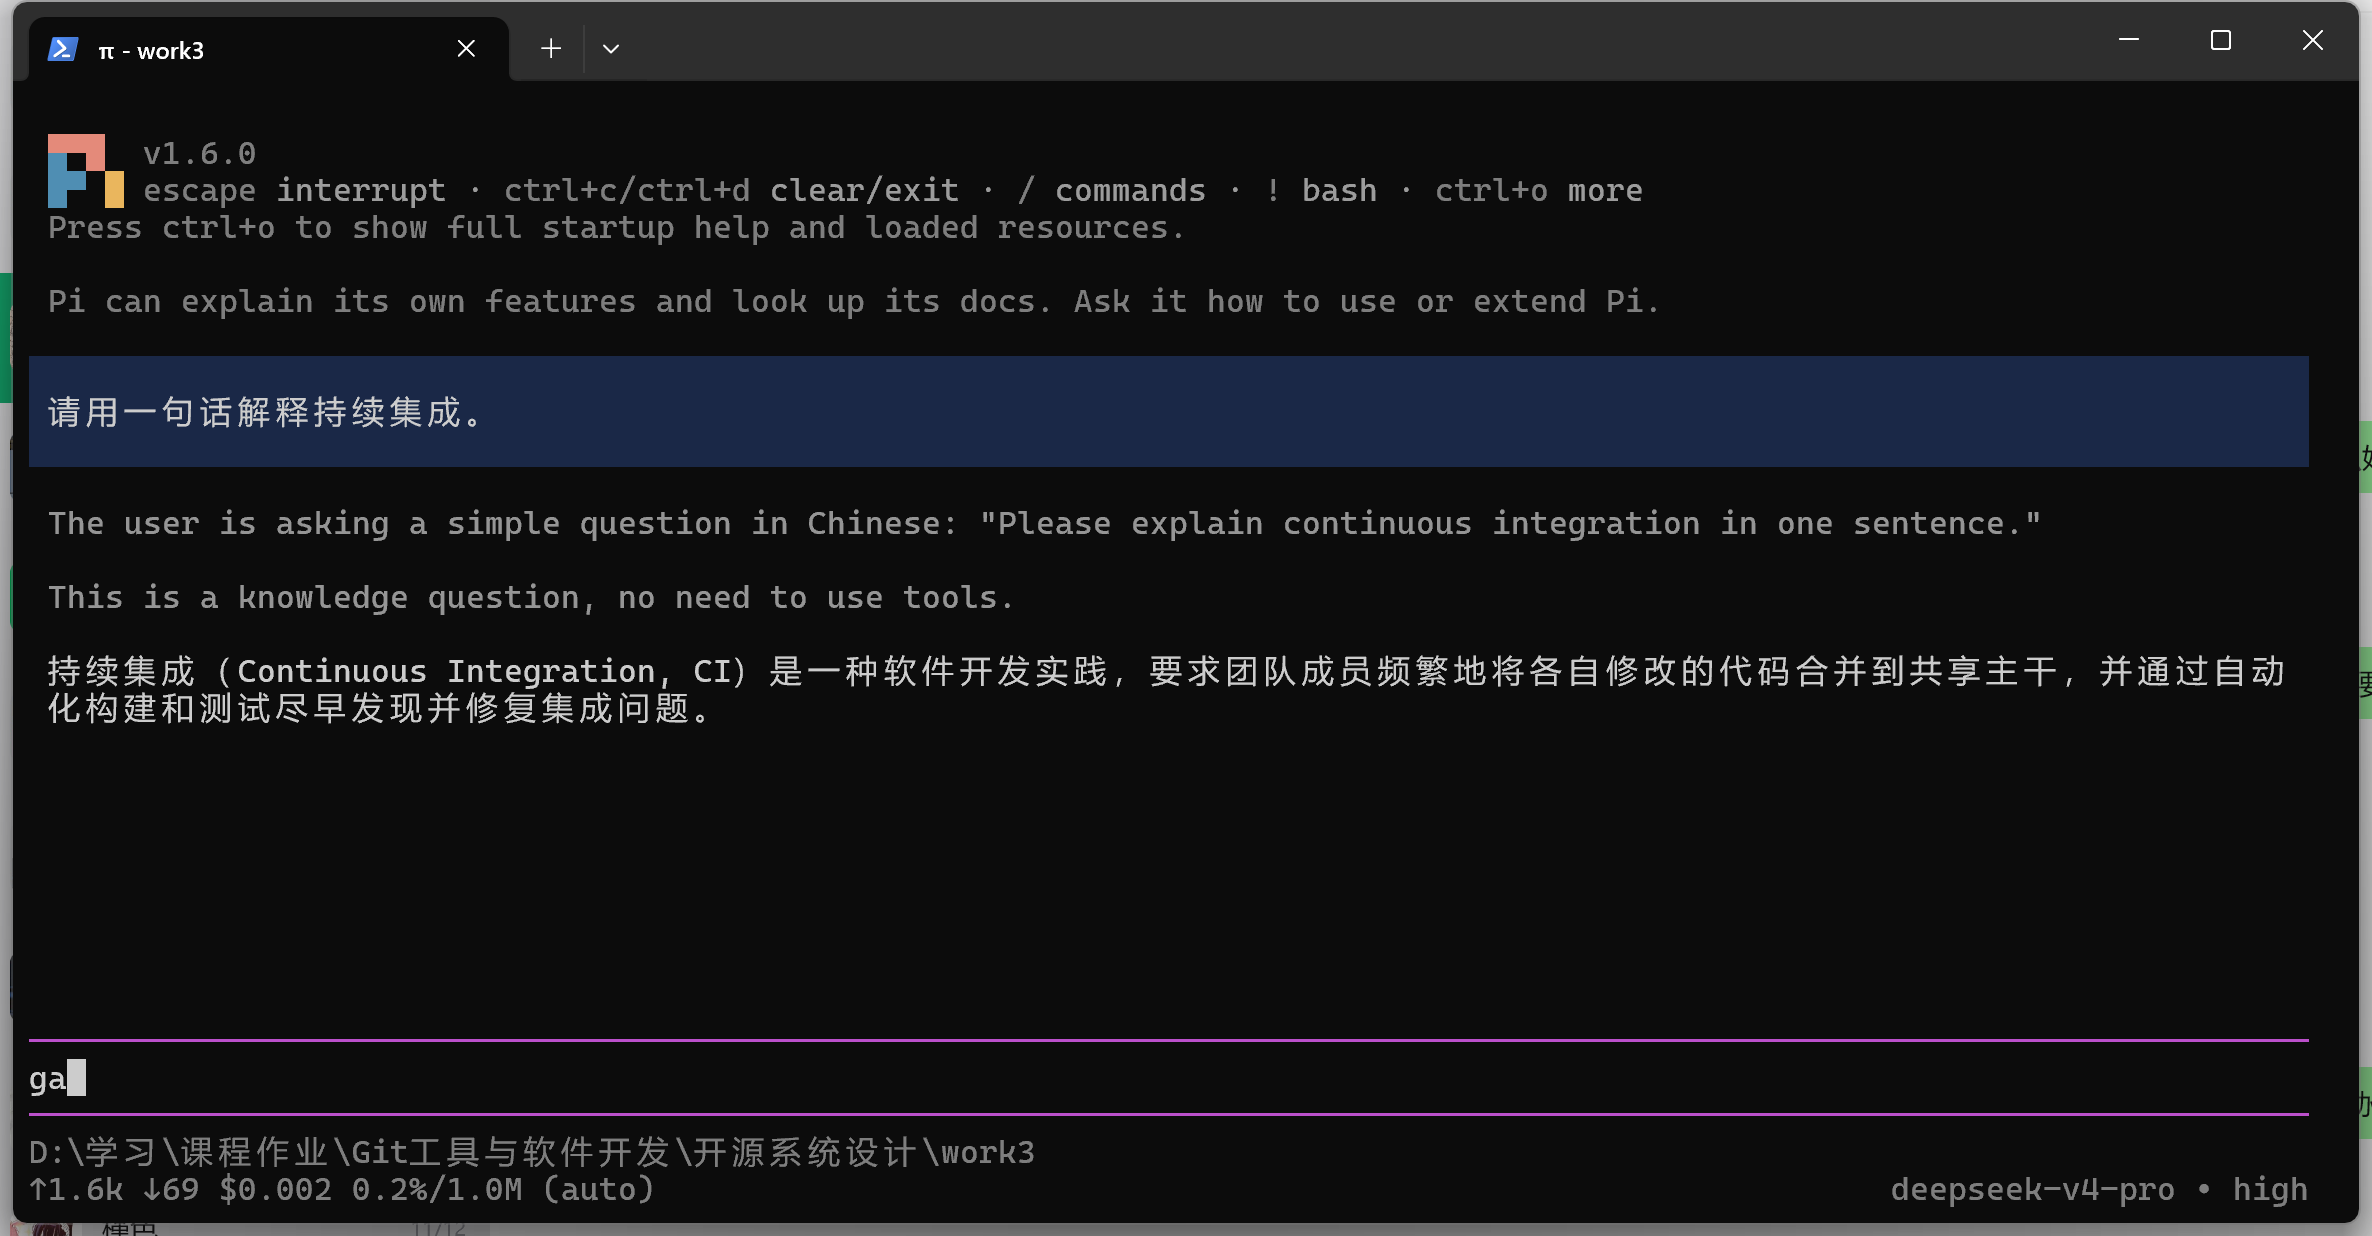 π - work3
v1.6.0
escape interrupt · ctrl+c/ctrl+d clear/exit · / commands · ! bash · ctrl+o more
Press ctrl+o to show full startup help and loaded resources.
Pi can explain its own features and look up its docs. Ask it how to use or extend Pi.
请用一句话解释持续集成。
The user is asking a simple question in Chinese: "Please explain continuous integration in one sentence."
This is a knowledge question, no need to use tools.
持续集成（Continuous Integration, CI）是一种软件开发实践，要求团队成员频繁地将各自修改的代码合并到共享主干，并通过自动
化构建和测试尽早发现并修复集成问题。
ga
D:\学习\课程作业\Git工具与软件开发\开源系统设计\work3
↑1.6k ↓69 $0.002 0.2%/1.0M (auto)
deepseek-v4-pro • high
11/12